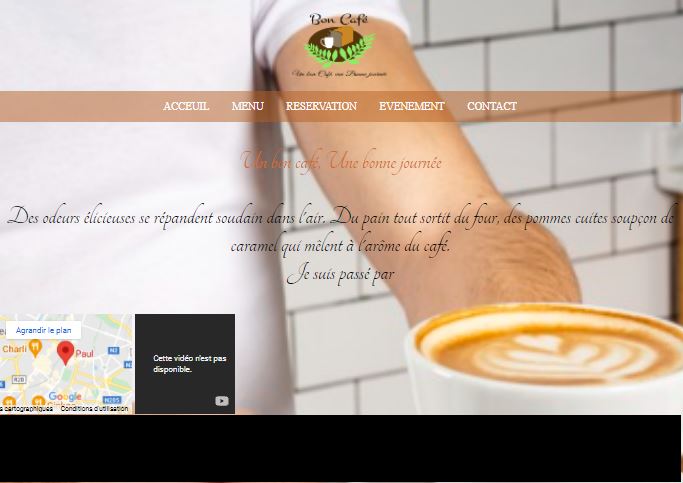 Bon Café
Un bon Café, une Bonne journée
ACCEUIL MENU RESERVATION EVENEMENT CONTACT
Un bon café, Une bonne journée
Des odeurs élicieuses se répandent soudain dans l'air. Du pain tout sortit du four, des pommes cuites soupçon de
caramel qui mêlent à l'arôme du café.
Je suis passé par
Agrandir le plan
Charli
Paul
N3
N2
R20
N205
Google
s cartographiques Conditions d'utilisation
Cette vidéo n'est pas
disponible.